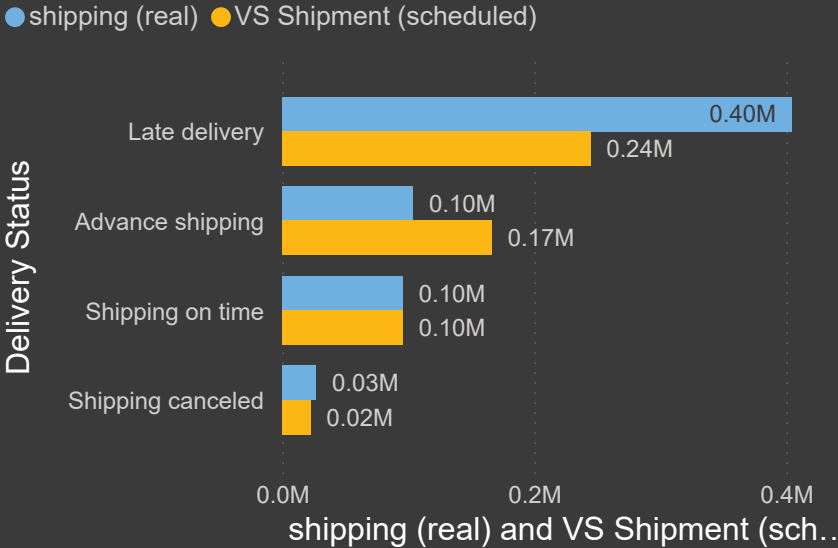 shipping (real) VS Shipment (scheduled)
Delivery Status
Late delivery
0.40M
0.24M
Advance shipping
0.10M
0.17M
Shipping on time
0.10M
0.10M
Shipping canceled
0.03M
0.02M
0.0M 0.2M 0.4M
shipping (real) and VS Shipment (sch…